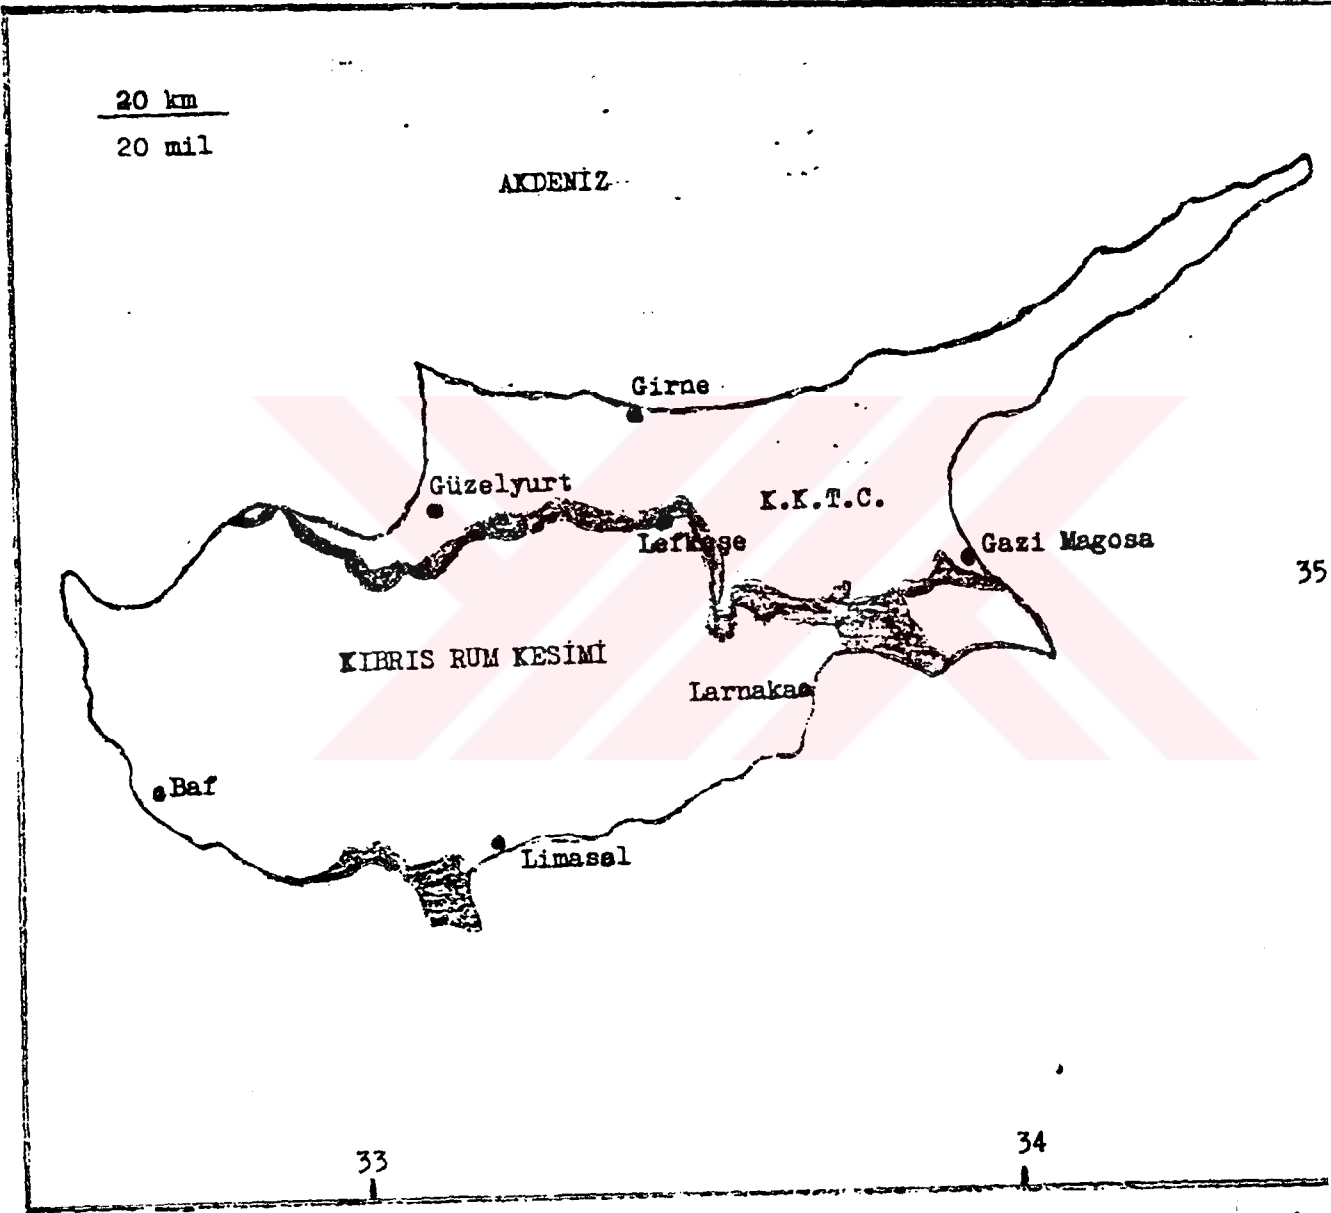 20 km
20 mil
AKDENİZ
Girne
Güzelyurt
K.K.T.C.
Lefkoşe
Gazi Magosa
35
KIBRIS RUM KESİMİ
Larnaka
Baf
Limasol
34
33